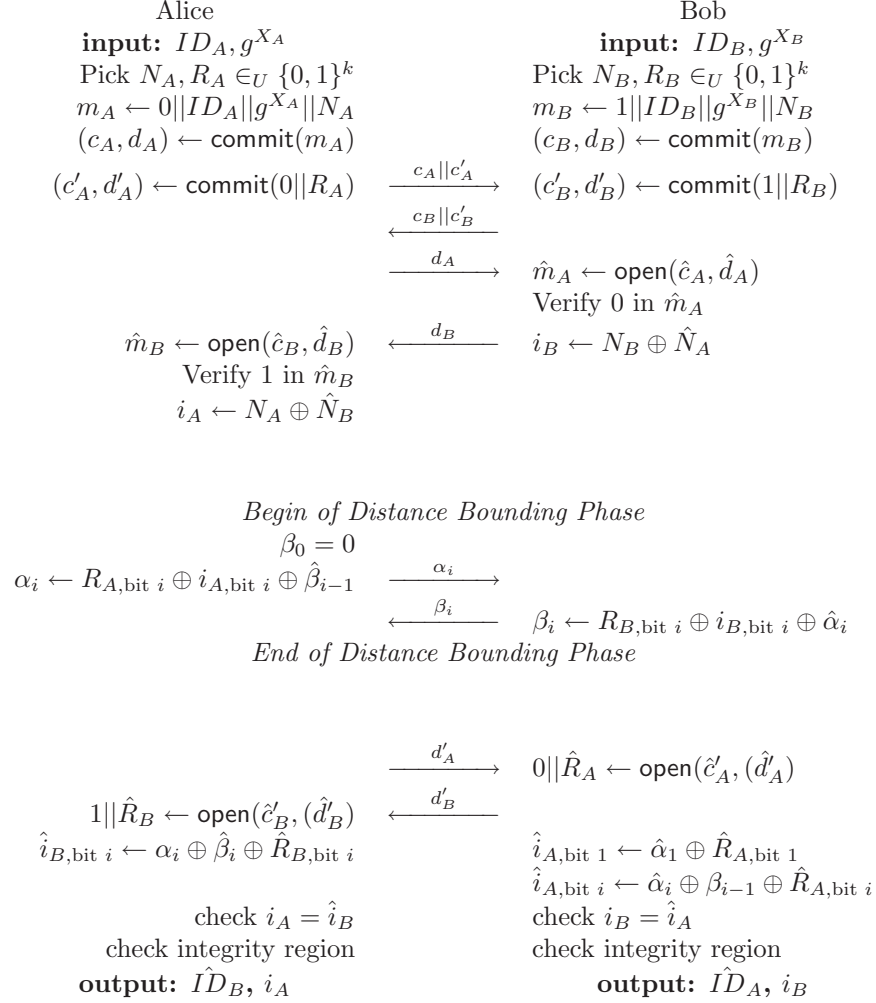 Alice Bob
input: ID_A, g^{X_A} input: ID_B, g^{X_B}
Pick N_A, R_A ∈_U {0, 1}^k Pick N_B, R_B ∈_U {0, 1}^k
m_A ← 0||ID_A||g^{X_A}||N_A m_B ← 1||ID_B||g^{X_B}||N_B
(c_A, d_A) ← commit(m_A) (c_B, d_B) ← commit(m_B)
(c′_A, d′_A) ← commit(0||R_A) c_A||c′_A (c′_B, d′_B) ← commit(1||R_B)
c_B||c′_B
d_A m̂_A ← open(ĉ_A, d̂_A)
Verify 0 in m̂_A
m̂_B ← open(ĉ_B, d̂_B) d_B i_B ← N_B ⊕ N̂_A
Verify 1 in m̂_B
i_A ← N_A ⊕ N̂_B
Begin of Distance Bounding Phase
β_0 = 0
α_i ← R_{A,bit i} ⊕ i_{A,bit i} ⊕ β̂_{i−1} α_i
β_i β_i ← R_{B,bit i} ⊕ i_{B,bit i} ⊕ α̂_i
End of Distance Bounding Phase
d′_A 0||R̂_A ← open(ĉ′_A, (d̂′_A)
1||R̂_B ← open(ĉ′_B, (d̂′_B) d′_B
î_{B,bit i} ← α_i ⊕ β̂_i ⊕ R̂_{B,bit i} î_{A,bit 1} ← α̂_1 ⊕ R̂_{A,bit 1}
î_{A,bit i} ← α̂_i ⊕ β_{i−1} ⊕ R̂_{A,bit i}
check i_A = î_B check i_B = î_A
check integrity region check integrity region
output: ÎD_B, i_A output: ÎD_A, i_B